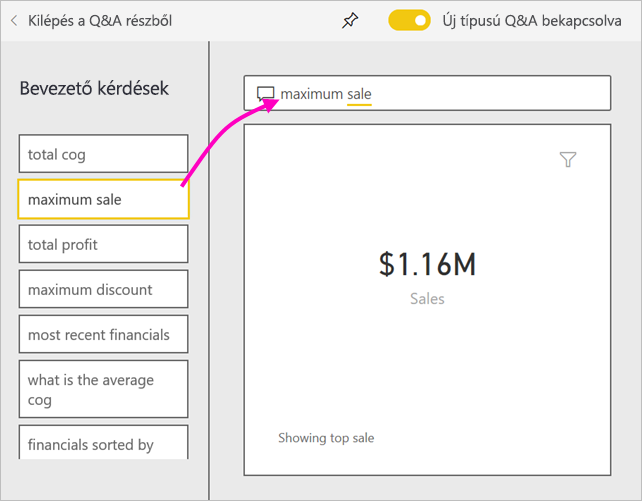 Kilépés a Q&A részből
Új típusú Q&A bekapcsolva
Bevezető kérdések
total cog
maximum sale
total profit
maximum discount
most recent financials
what is the average
cog
financials sorted by
maximum sale
$1.16M
Sales
Showing top sale